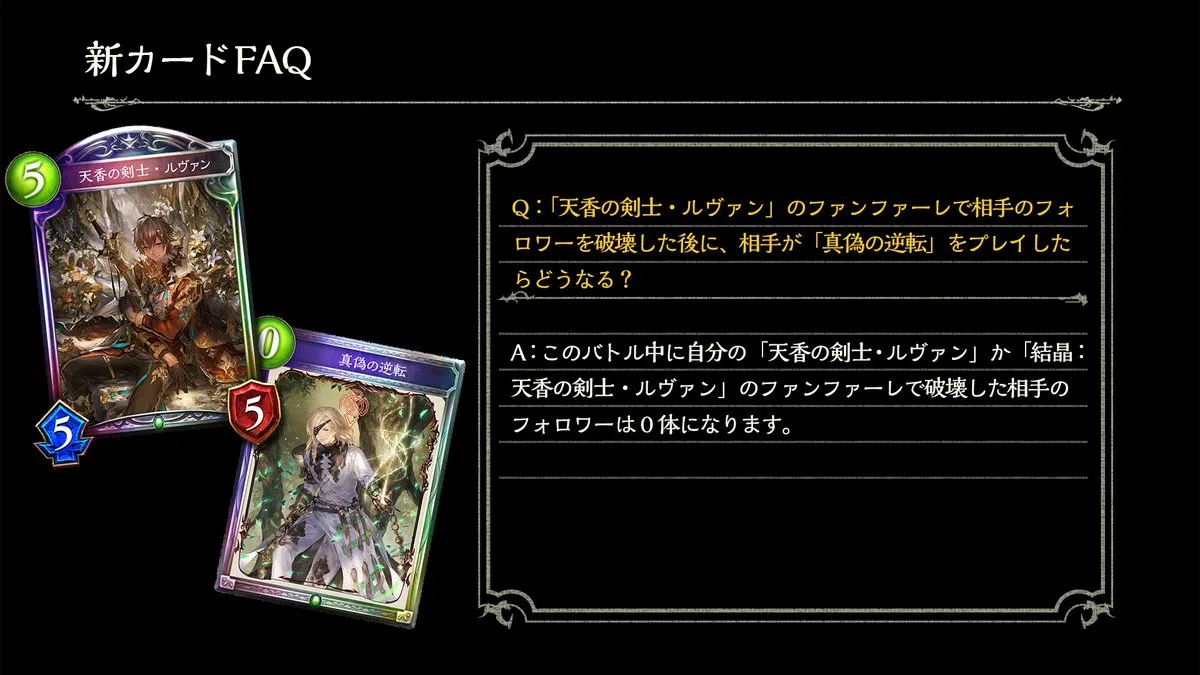 新カードFAQ
5
天香の剣士・ルヴァン
5
5
0
真偽の逆転
Q：「天香の剣士・ルヴァン」のファンファーレで相手のフォ
ロワーを破壊した後に、相手が「真偽の逆転」をプレイした
らどうなる？
A：このバトル中に自分の「天香の剣士・ルヴァン」か「結晶：
天香の剣士・ルヴァン」のファンファーレで破壊した相手の
フォロワーは０体になります。